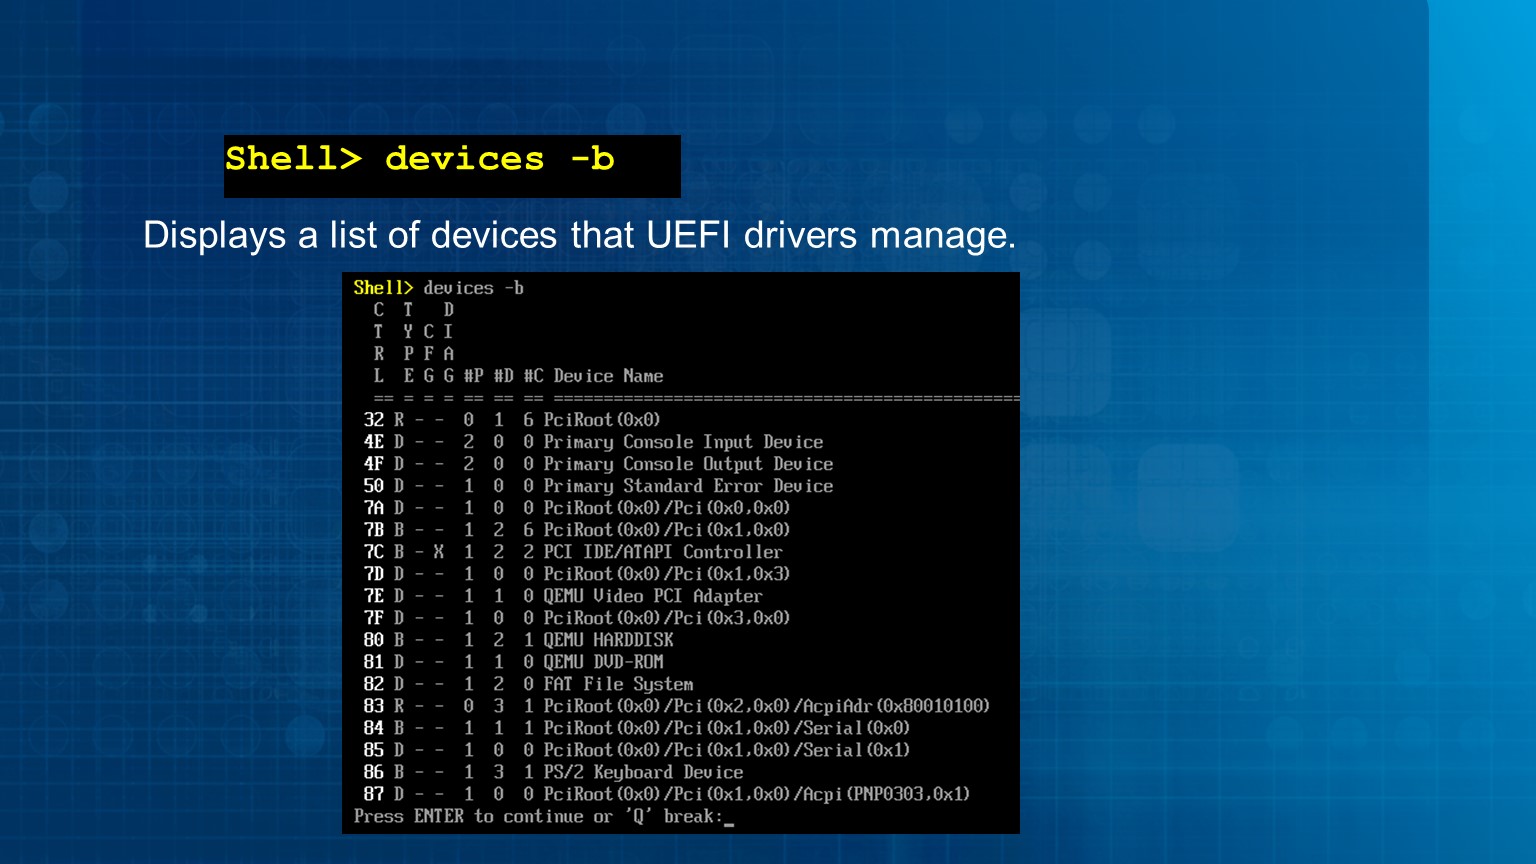 Shell> devices -b
Displays a list of devices that UEFI drivers manage.
Shell> devices -b
C T D
T Y C I
R P F A
L E G G #P #D #C Device Name
== = = = == == == ===============================================
32 R - - 0 1 6 PciRoot(0x0)
4E D - - 2 0 0 Primary Console Input Device
4F D - - 2 0 0 Primary Console Output Device
50 D - - 1 0 0 Primary Standard Error Device
7A D - - 1 0 0 PciRoot(0x0)/Pci(0x0,0x0)
7B B - - 1 2 6 PciRoot(0x0)/Pci(0x1,0x0)
7C B - X 1 2 2 PCI IDE/ATAPI Controller
7D D - - 1 0 0 PciRoot(0x0)/Pci(0x1,0x3)
7E D - - 1 1 0 QEMU Video PCI Adapter
7F D - - 1 0 0 PciRoot(0x0)/Pci(0x3,0x0)
80 B - - 1 2 1 QEMU HARDDISK
81 D - - 1 1 0 QEMU DVD-ROM
82 D - - 1 2 0 FAT File System
83 R - - 0 3 1 PciRoot(0x0)/Pci(0x2,0x0)/AcpiAdr(0x80010100)
84 B - - 1 1 1 PciRoot(0x0)/Pci(0x1,0x0)/Serial(0x0)
85 D - - 1 0 0 PciRoot(0x0)/Pci(0x1,0x0)/Serial(0x1)
86 B - - 1 3 1 PS/2 Keyboard Device
87 D - - 1 0 0 PciRoot(0x0)/Pci(0x1,0x0)/Acpi(PNP0303,0x1)
Press ENTER to continue or 'Q' break:_